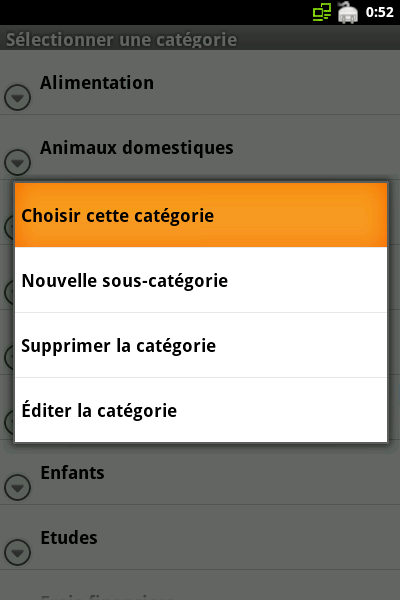 0:52
Sélectionner une catégorie
Alimentation
Animaux domestiques
Choisir cette catégorie
Nouvelle sous-catégorie
Supprimer la catégorie
Éditer la catégorie
Enfants
Etudes